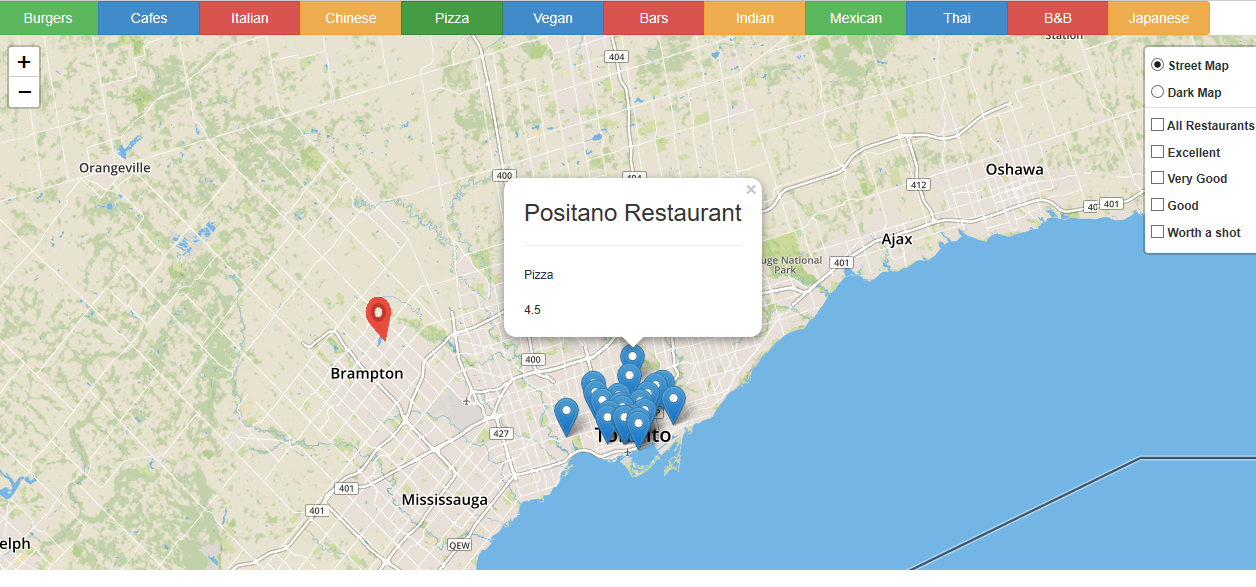 Burgers Cafes Italian Chinese Pizza Vegan Bars Indian Mexican Thai B&B Japanese
+
−
Station
404
Street Map
Dark Map
All Restaurants
Excellent
Very Good
Good
Worth a shot
Orangeville
400
404
412
Oshawa
401
×
Positano Restaurant
Pizza
4.5
Ajax
401
uge National
Park
400
Brampton
427
401
Mississauga
401
QEW
elph